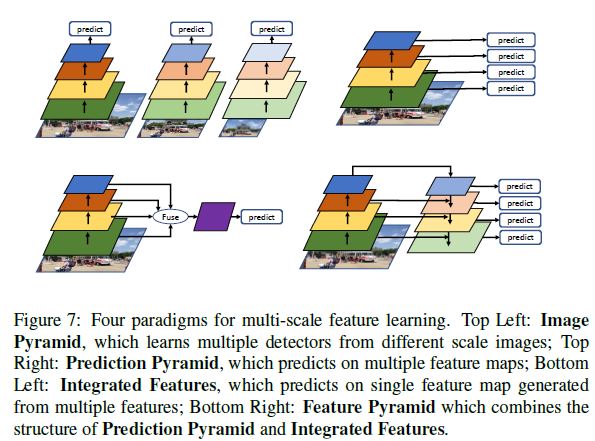 predict
predict
predict
predict
predict
predict
predict
Fuse
predict
predict
predict
predict
predict
Figure 7: Four paradigms for multi-scale feature learning. Top Left: Image
Pyramid, which learns multiple detectors from different scale images; Top
Right: Prediction Pyramid, which predicts on multiple feature maps; Bottom
Left: Integrated Features, which predicts on single feature map generated
from multiple features; Bottom Right: Feature Pyramid which combines the
structure of Prediction Pyramid and Integrated Features.